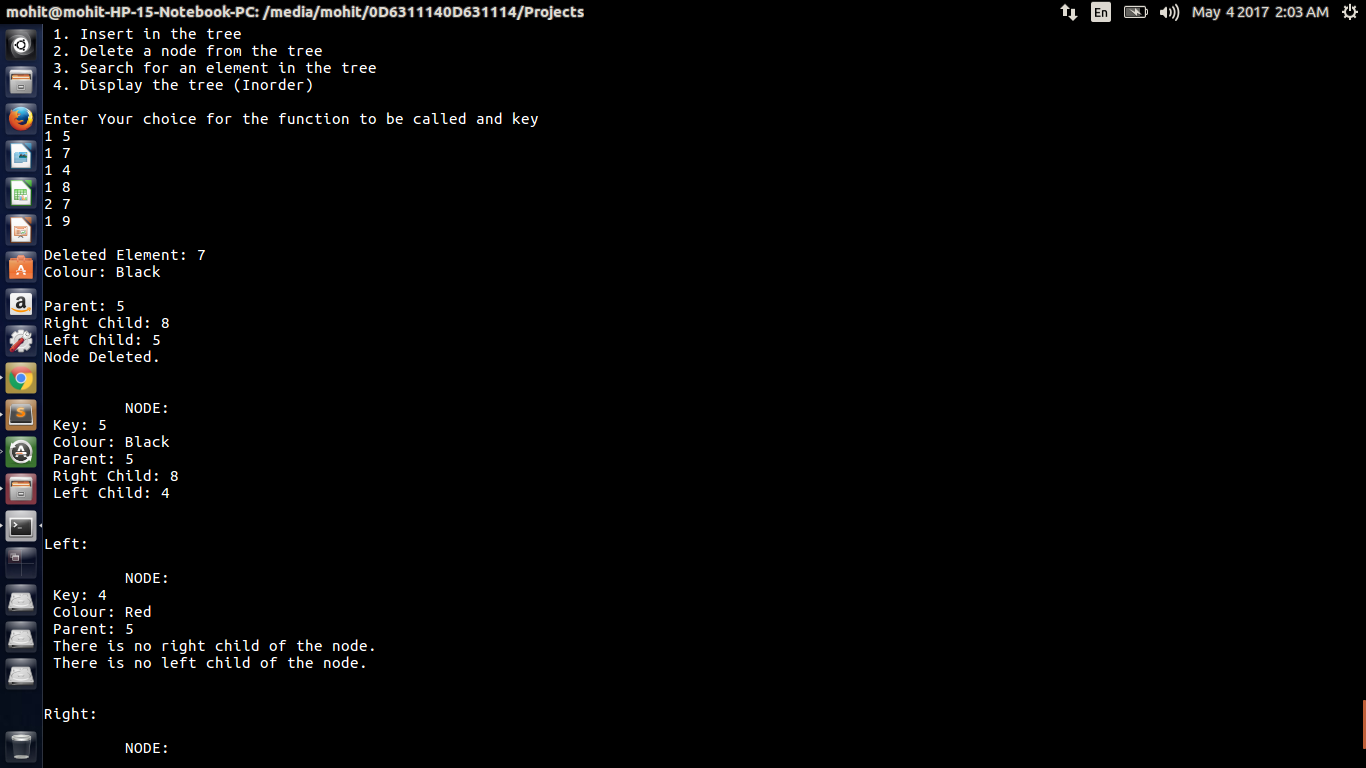 mohit@mohit-HP-15-Notebook-PC: /media/mohit/0D6311140D631114/Projects
En
May 4 2017 2:03 AM
1. Insert in the tree
2. Delete a node from the tree
3. Search for an element in the tree
4. Display the tree (Inorder)
Enter Your choice for the function to be called and key
1 5
1 7
1 4
1 8
2 7
1 9
Deleted Element: 7
Colour: Black
Parent: 5
Right Child: 8
Left Child: 5
Node Deleted.
NODE:
Key: 5
Colour: Black
Parent: 5
Right Child: 8
Left Child: 4
Left:
NODE:
Key: 4
Colour: Red
Parent: 5
There is no right child of the node.
There is no left child of the node.
Right:
NODE: